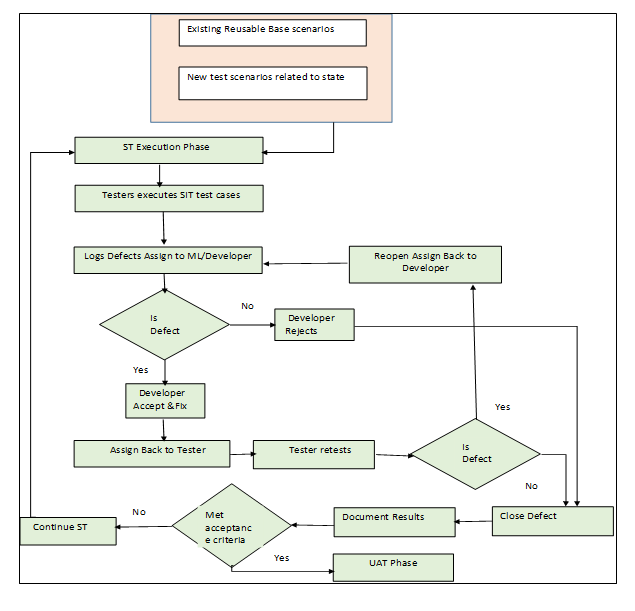 Existing Reusable Base scenarios
New test scenarios related to state
ST Execution Phase
Testers executes SIT test cases
Logs Defects Assign to ML/Developer
Reopen Assign Back to
Developer
Is
Defect
No
Developer
Rejects
Yes
Developer
Accept &Fix
Assign Back to Tester
Tester retests
Is
Defect
Yes
No
Close Defect
Document Results
Met
acceptanc
e criteria
No
Continue ST
Yes
UAT Phase